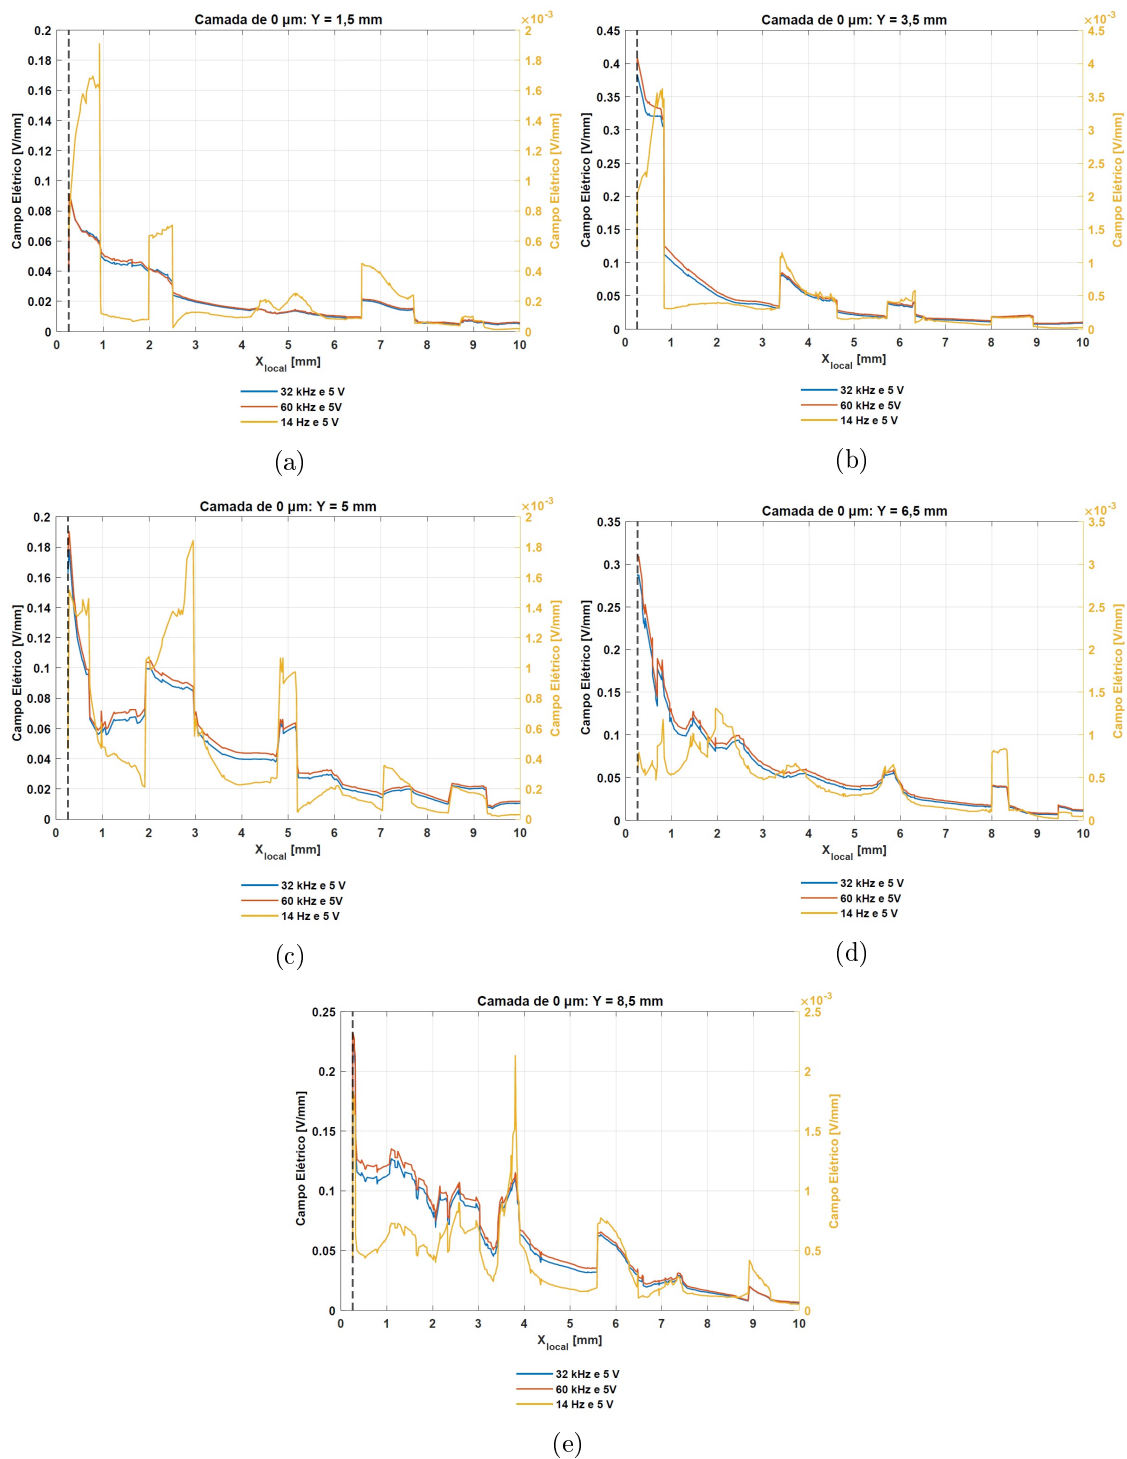 Camada de 0 µm: Y = 1,5 mm
×10-3
Campo Elétrico [V/mm]
0.2
0.18
0.16
0.14
0.12
0.1
0.08
0.06
0.04
0.02
0
2
1.8
1.6
1.4
1.2
1
0.8
0.6
0.4
0.2
0
Campo Elétrico [V/mm]
0 1 2 3 4 5 6 7 8 9 10
Xlocal [mm]
32 kHz e 5 V
60 kHz e 5V
14 Hz e 5 V
(a)
Camada de 0 µm: Y = 3,5 mm
×10-3
Campo Elétrico [V/mm]
0.45
0.4
0.35
0.3
0.25
0.2
0.15
0.1
0.05
0
4.5
4
3.5
3
2.5
2
1.5
1
0.5
0
Campo Elétrico [V/mm]
0 1 2 3 4 5 6 7 8 9 10
Xlocal [mm]
32 kHz e 5 V
60 kHz e 5V
14 Hz e 5 V
(b)
Camada de 0 µm: Y = 5 mm
×10-3
Campo Elétrico [V/mm]
0.2
0.18
0.16
0.14
0.12
0.1
0.08
0.06
0.04
0.02
0
2
1.8
1.6
1.4
1.2
1
0.8
0.6
0.4
0.2
0
Campo Elétrico [V/mm]
0 1 2 3 4 5 6 7 8 9 10
Xlocal [mm]
32 kHz e 5 V
60 kHz e 5V
14 Hz e 5 V
(c)
Camada de 0 µm: Y = 6,5 mm
×10-3
Campo Elétrico [V/mm]
0.35
0.3
0.25
0.2
0.15
0.1
0.05
0
3.5
3
2.5
2
1.5
1
0.5
0
Campo Elétrico [V/mm]
0 1 2 3 4 5 6 7 8 9 10
Xlocal [mm]
32 kHz e 5 V
60 kHz e 5V
14 Hz e 5 V
(d)
Camada de 0 µm: Y = 8,5 mm
×10-3
Campo Elétrico [V/mm]
0.25
0.2
0.15
0.1
0.05
0
2.5
2
1.5
1
0.5
0
Campo Elétrico [V/mm]
0 1 2 3 4 5 6 7 8 9 10
Xlocal [mm]
32 kHz e 5 V
60 kHz e 5V
14 Hz e 5 V
(e)